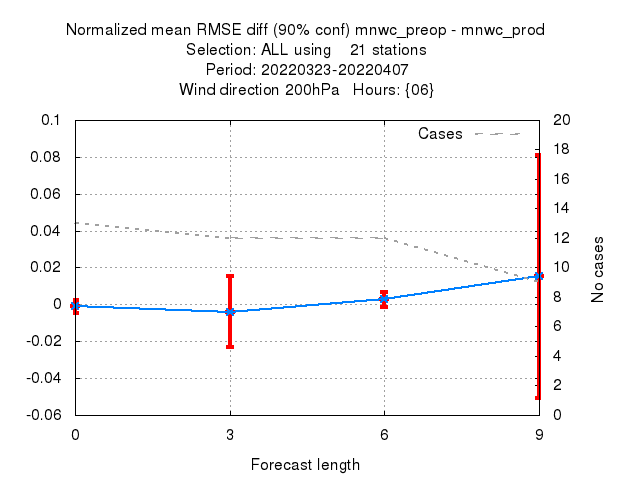 Normalized mean RMSE diff (90% conf) mnwc_preop - mnwc_prod
Selection: ALL using    21 stations
Period: 20220323-20220407
Wind direction 200hPa   Hours: {06}
Cases
0.1
0.08
0.06
0.04
0.02
0
-0.02
-0.04
-0.06
20
18
16
14
12
10
8
6
4
2
0
No cases
0 3 6 9
Forecast length